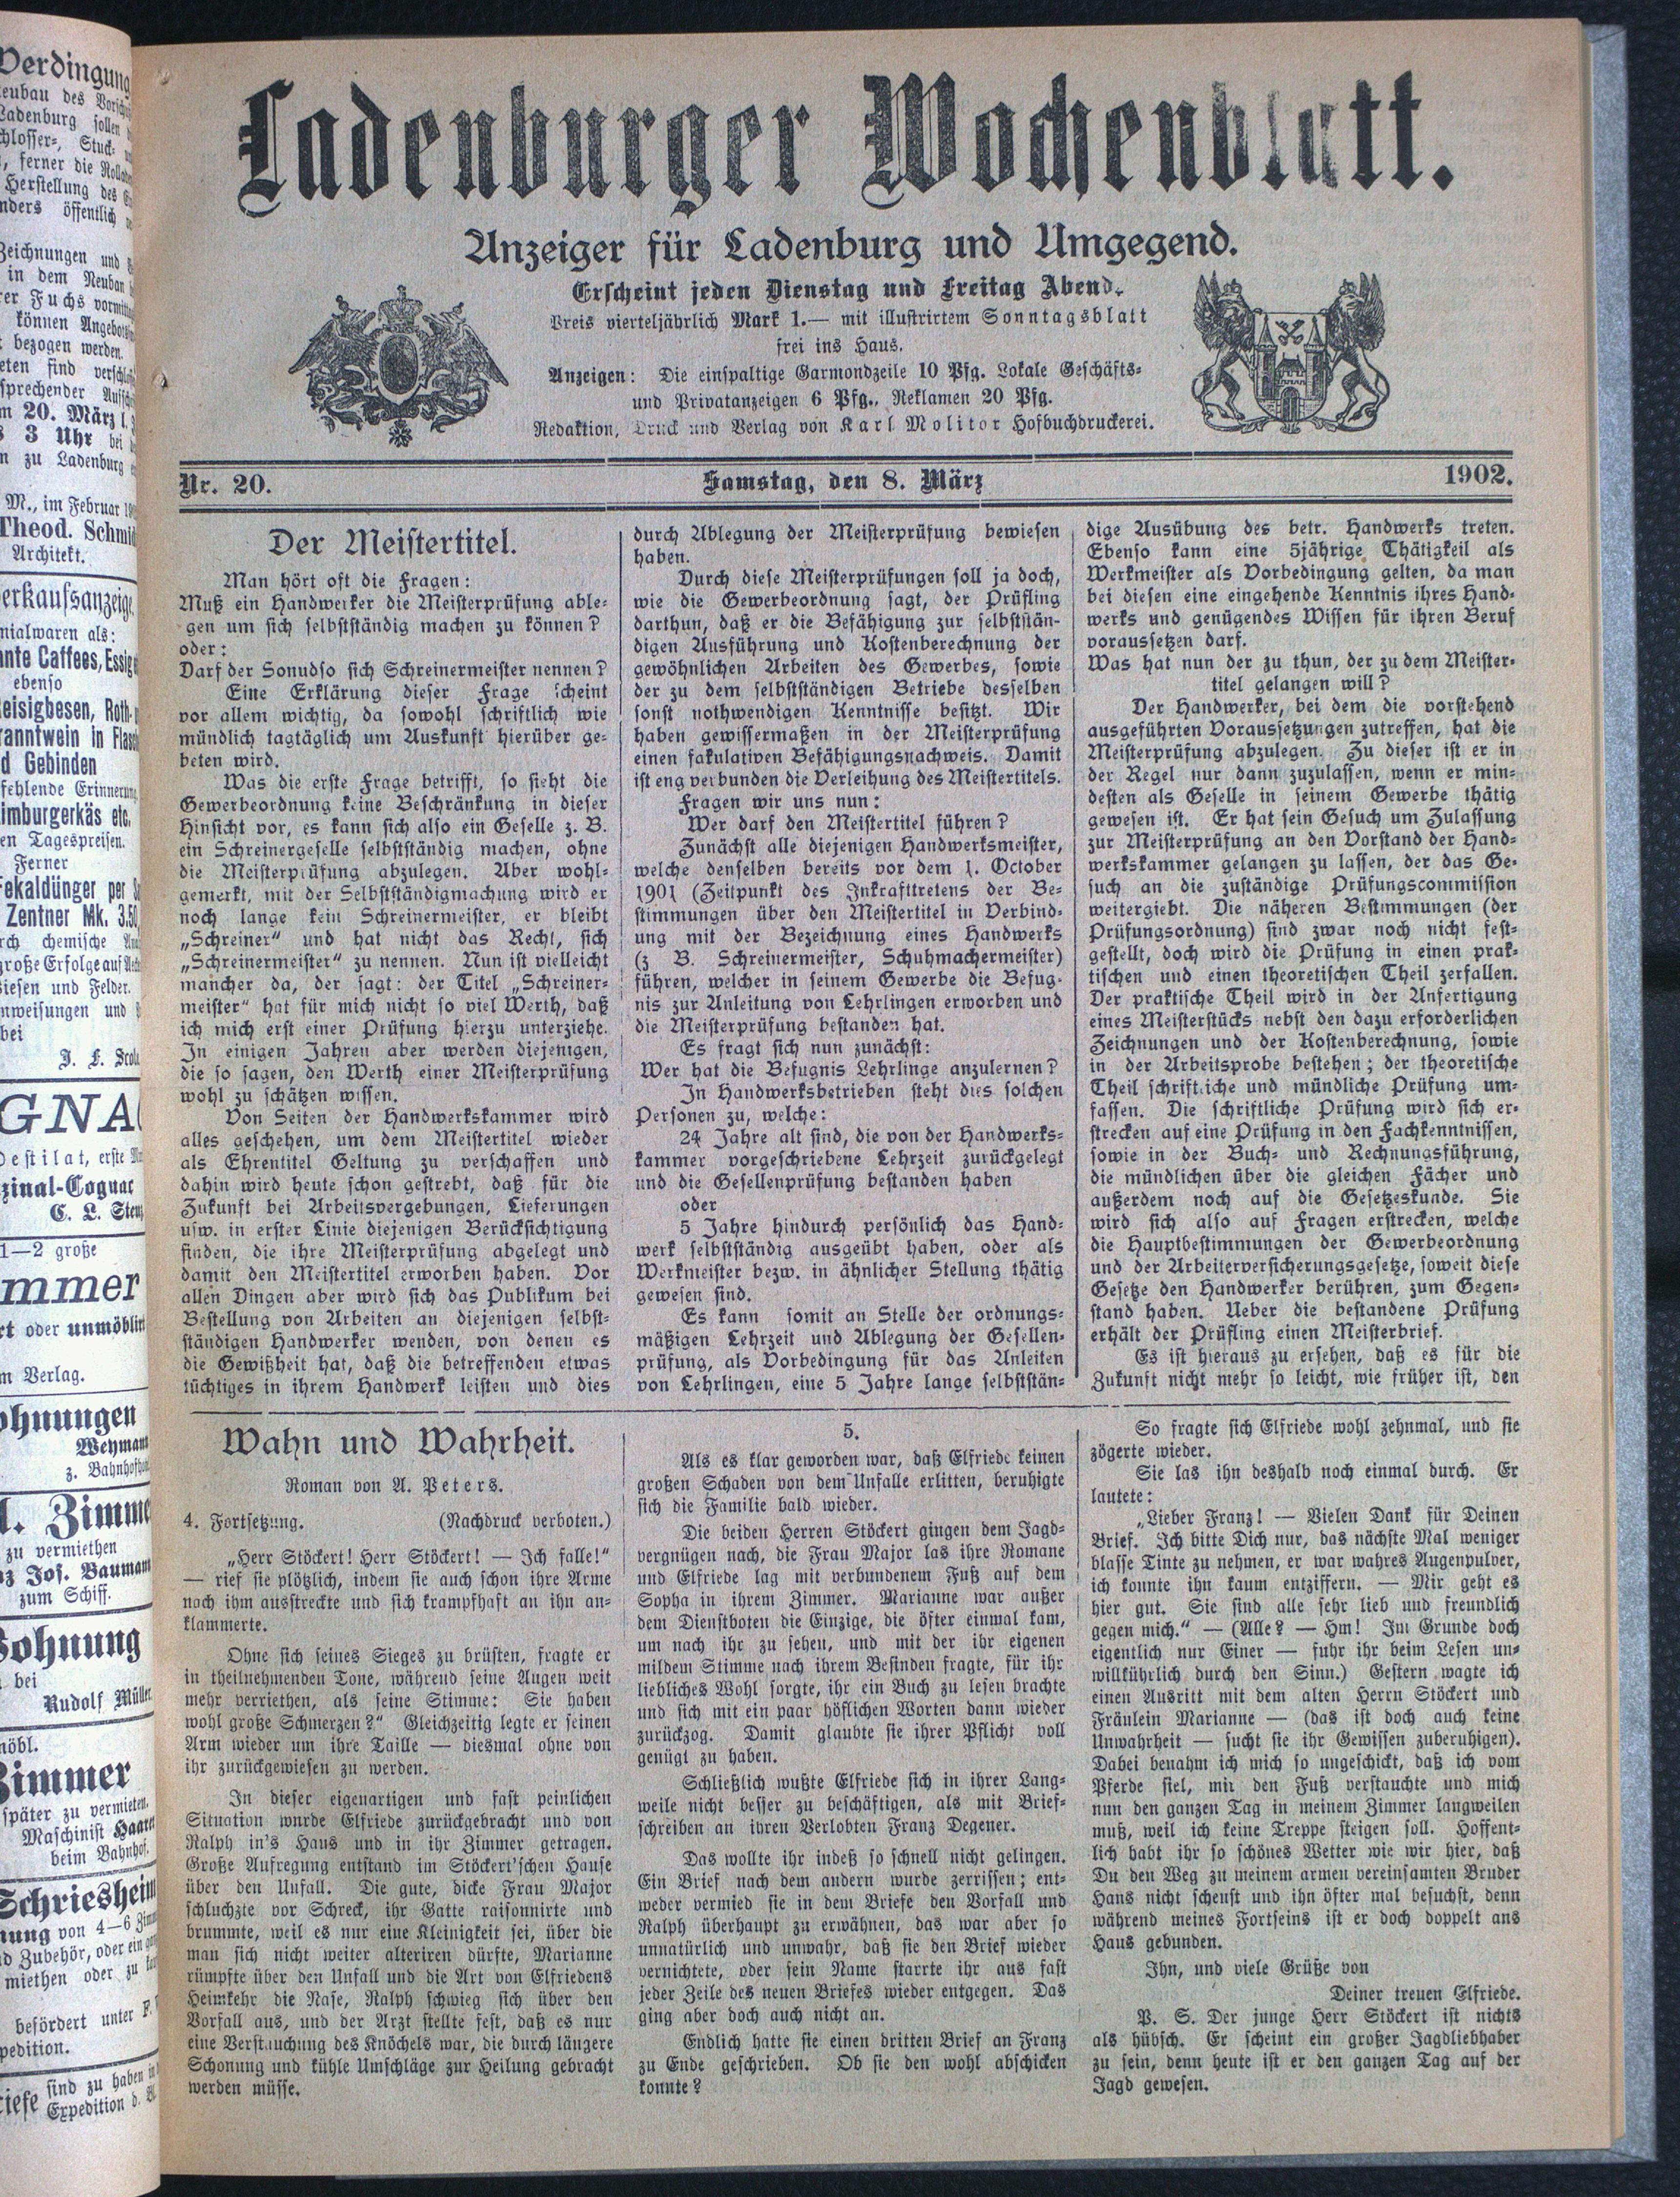 Ladenburger Wochenblatt.
Anzeiger für Ladenburg und Umgegend.
Erscheint jeden Dienstag und Freitag Abend.
Preis vierteljährlich Mark 1.— mit illustrirtem Sonntagsblatt
frei ins Haus.
Anzeigen: Die einspaltige Garmondzeile 10 Pfg. Lokale Geschäfts-
und Privatanzeigen 6 Pfg., Reklamen 20 Pfg.
Redaktion, Druck und Verlag von Karl Molitor Hofbuchdruckerei.
Nr. 20.
Samstag, den 8. März
1902.
Der Meistertitel.
Man hört oft die Fragen:
Muß ein Handwerker die Meisterprüfung able-
gen um sich selbstständig machen zu können?
oder:
Darf der Sonudso sich Schreinermeister nennen?
Eine Erklärung dieser Frage scheint
vor allem wichtig, da sowohl schriftlich wie
mündlich tagtäglich um Auskunft hierüber ge-
beten wird.
Was die erste Frage betrifft, so sieht die
Gewerbeordnung keine Beschränkung in dieser
Hinsicht vor, es kann sich also ein Geselle z. B.
ein Schreinergeselle selbstständig machen, ohne
die Meisterprüfung abzulegen. Aber wohl-
gemerkt, mit der Selbstständigmachung wird er
noch lange kein Schreinermeister, er bleibt
„Schreiner“ und hat nicht das Recht, sich
„Schreinermeister“ zu nennen. Nun ist vielleicht
mancher da, der sagt: der Titel „Schreiner-
meister“ hat für mich nicht so viel Werth, daß
ich mich erst einer Prüfung hierzu unterziehe.
In einigen Jahren aber werden diejenigen,
die so sagen, den Werth einer Meisterprüfung
wohl zu schätzen wissen.
Von Seiten der Handwerkskammer wird
alles geschehen, um dem Meistertitel wieder
als Ehrentitel Geltung zu verschaffen und
dahin wird heute schon gestrebt, daß für die
Zukunft bei Arbeitsvergebungen, Lieferungen
usw. in erster Linie diejenigen Berücksichtigung
finden, die ihre Meisterprüfung abgelegt und
damit den Meistertitel erworben haben. Vor
allen Dingen aber wird sich das Publikum bei
Bestellung von Arbeiten an diejenigen selbst-
ständigen Handwerker wenden, von denen es
die Gewißheit hat, daß die betreffenden etwas
tüchtiges in ihrem Handwerk leisten und dies
durch Ablegung der Meisterprüfung bewiesen
haben.
Durch diese Meisterprüfungen soll ja doch,
wie die Gewerbeordnung sagt, der Prüfling
darthun, daß er die Befähigung zur selbststän-
digen Ausführung und Kostenberechnung der
gewöhnlichen Arbeiten des Gewerbes, sowie
der zu dem selbstständigen Betriebe desselben
sonst nothwendigen Kenntnisse besitzt. Wir
haben gewissermaßen in der Meisterprüfung
einen fakulativen Befähigungsnachweis. Damit
ist eng verbunden die Verleihung des Meistertitels.
Fragen wir uns nun:
Wer darf den Meistertitel führen?
Zunächst alle diejenigen Handwerksmeister,
welche denselben bereits vor dem 1. October
1901 (Zeitpunkt des Inkrafttretens der Be-
stimmungen über den Meistertitel in Verbind-
ung mit der Bezeichnung eines Handwerks
(z B. Schreinermeister, Schuhmachermeister)
führen, welcher in seinem Gewerbe die Befug-
nis zur Anleitung von Lehrlingen erworben und
die Meisterprüfung bestanden hat.
Es fragt sich nun zunächst:
Wer hat die Befugnis Lehrlinge anzulernen?
In Handwerksbetrieben steht dies solchen
Personen zu, welche:
24 Jahre alt sind, die von der Handwerks-
kammer vorgeschriebene Lehrzeit zurückgelegt
und die Gesellenprüfung bestanden haben
oder
5 Jahre hindurch persönlich das Hand-
werk selbstständig ausgeübt haben, oder als
Werkmeister bezw. in ähnlicher Stellung thätig
gewesen sind.
Es kann somit an Stelle der ordnungs-
mäßigen Lehrzeit und Ablegung der Gesellen-
prüfung, als Vorbedingung für das Anleiten
von Lehrlingen, eine 5 Jahre lange selbststän-
dige Ausübung des betr. Handwerks treten.
Ebenso kann eine 5jährige Thätigkeil als
Werkmeister als Vorbedingung gelten, da man
bei diesen eine eingehende Kenntnis ihres Hand-
werks und genügendes Wissen für ihren Beruf
voraussetzen darf.
Was hat nun der zu thun, der zu dem Meister-
titel gelangen will?
Der Handwerker, bei dem die vorstehend
ausgeführten Voraussetzungen zutreffen, hat die
Meisterprüfung abzulegen. Zu dieser ist er in
der Regel nur dann zuzulassen, wenn er min-
desten als Geselle in seinem Gewerbe thätig
gewesen ist. Er hat sein Gesuch um Zulassung
zur Meisterprüfung an den Vorstand der Hand-
werkskammer gelangen zu lassen, der das Ge-
such an die zuständige Prüfungscommission
weitergiebt. Die näheren Bestimmungen (der
Prüfungsordnung) sind zwar noch nicht fest-
gestellt, doch wird die Prüfung in einen prak-
tischen und einen theoretischen Theil zerfallen.
Der praktische Theil wird in der Anfertigung
eines Meisterstücks nebst den dazu erforderlichen
Zeichnungen und der Kostenberechnung, sowie
in der Arbeitsprobe bestehen; der theoretische
Theil schriftliche und mündliche Prüfung um-
fassen. Die schriftliche Prüfung wird sich er-
strecken auf eine Prüfung in den Fachkenntnissen,
sowie in der Buch- und Rechnungsführung,
die mündlichen über die gleichen Fächer und
außerdem noch auf die Gesetzeskunde. Sie
wird sich also auf Fragen erstrecken, welche
die Hauptbestimmungen der Gewerbeordnung
und der Arbeiterversicherungsgesetze, soweit diese
Gesetze den Handwerker berühren, zum Gegen-
stand haben. Ueber die bestandene Prüfung
erhält der Prüfling einen Meisterbrief.
Es ist hieraus zu ersehen, daß es für die
Zukunft nicht mehr so leicht, wie früher ist, den
Wahn und Wahrheit.
Roman von A. Peters.
4. Fortsetzung. (Nachdruck verboten.)
„Herr Stöckert! Herr Stöckert! — Ich falle!“
— rief sie plötzlich, indem sie auch schon ihre Arme
nach ihm ausstreckte und sich krampfhaft an ihn an-
klammerte.
Ohne sich seines Sieges zu brüsten, fragte er
in theilnehmenden Tone, während seine Augen weit
mehr verriethen, als seine Stimme: Sie haben
wohl große Schmerzen?“ Gleichzeitig legte er seinen
Arm wieder um ihre Taille — diesmal ohne von
ihr zurückgewiesen zu werden.
In dieser eigenartigen und fast peinlichen
Situation wurde Elfriede zurückgebracht und von
Ralph in's Haus und in ihr Zimmer getragen.
Große Aufregung entstand im Stöckert'schen Hause
über den Unfall. Die gute, dicke Frau Major
schluchzte vor Schreck, ihr Gatte raisonnirte und
brummte, weil es nur eine Kleinigkeit sei, über die
man sich nicht weiter alteriren dürfte, Marianne
rümpfte über den Unfall und die Art von Elfriedens
Heimkehr die Nase, Ralph schwieg sich über den
Vorfall aus, und der Arzt stellte fest, daß es nur
eine Verstauchung des Knöchels war, die durch längere
Schonung und kühle Umschläge zur Heilung gebracht
werden müsse.
5.
Als es klar geworden war, daß Elfriede keinen
großen Schaden von dem Unfalle erlitten, beruhigte
sich die Familie bald wieder.
Die beiden Herren Stöckert gingen dem Jagd-
vergnügen nach, die Frau Major las ihre Romane
und Elfriede lag mit verbundenem Fuß auf dem
Sopha in ihrem Zimmer. Marianne war außer
dem Dienstboten die Einzige, die öfter einmal kam,
um nach ihr zu sehen, und mit der ihr eigenen
mildem Stimme nach ihrem Befinden fragte, für ihr
liebliches Wohl sorgte, ihr ein Buch zu lesen brachte
und sich mit ein paar höflichen Worten dann wieder
zurückzog. Damit glaubte sie ihrer Pflicht voll
genügt zu haben.
Schließlich wußte Elfriede sich in ihrer Lang-
weile nicht besser zu beschäftigen, als mit Brief-
schreiben an ihren Verlobten Franz Degener.
Das wollte ihr indeß so schnell nicht gelingen.
Ein Brief nach dem andern wurde zerrissen; ent-
weder vermied sie in dem Briefe den Vorfall und
Ralph überhaupt zu erwähnen, das war aber so
unnatürlich und unwahr, daß sie den Brief wieder
vernichtete, oder sein Name starrte ihr aus fast
jeder Zeile des neuen Briefes wieder entgegen. Das
ging aber doch auch nicht an.
Endlich hatte sie einen dritten Brief an Franz
zu Ende geschrieben. Ob sie den wohl abschicken
konnte?
So fragte sich Elfriede wohl zehnmal, und sie
zögerte wieder.
Sie las ihn deshalb noch einmal durch. Er
lautete:
„Lieber Franz! — Vielen Dank für Deinen
Brief. Ich bitte Dich nur, das nächste Mal weniger
blasse Tinte zu nehmen, er war wahres Augenpulver,
ich konnte ihn kaum entziffern. — Mir geht es
hier gut. Sie sind alle sehr lieb und freundlich
gegen mich.“ — (Alle? — Hm! Im Grunde doch
eigentlich nur Einer — fuhr ihr beim Lesen un-
willkührlich durch den Sinn.) Gestern wagte ich
einen Ausritt mit dem alten Herrn Stöckert und
Fräulein Marianne — (das ist doch auch keine
Unwahrheit — sucht sie ihr Gewissen zuberuhigen).
Dabei benahm ich mich so ungeschickt, daß ich vom
Pferde fiel, mir den Fuß verstauchte und mich
nun den ganzen Tag in meinem Zimmer langweilen
muß, weil ich keine Treppe steigen soll. Hoffent-
lich habt ihr so schönes Wetter wie wir hier, daß
Du den Weg zu meinem armen vereinsamten Bruder
Hans nicht scheust und ihn öfter mal besuchst, denn
während meines Fortseins ist er doch doppelt ans
Haus gebunden.
Ihn, und viele Grüße von
Deiner treuen Elfriede.
P. S. Der junge Herr Stöckert ist nichts
als hübsch. Er scheint ein großer Jagdliebhaber
zu sein, denn heute ist er den ganzen Tag auf der
Jagd gewesen.